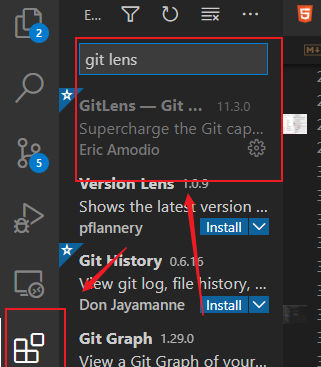 E...
2
git lens
GitLens — Git ... 11.3.0
Supercharge the Git cap...
Eric Amodio
5
Version Lens 1.0.9
Shows the latest version ...
pflannery Install
Git History 0.6.16
View git log, file history, ...
Don Jayamanne Install
Git Graph 1.29.0
View a Git Graph of your...